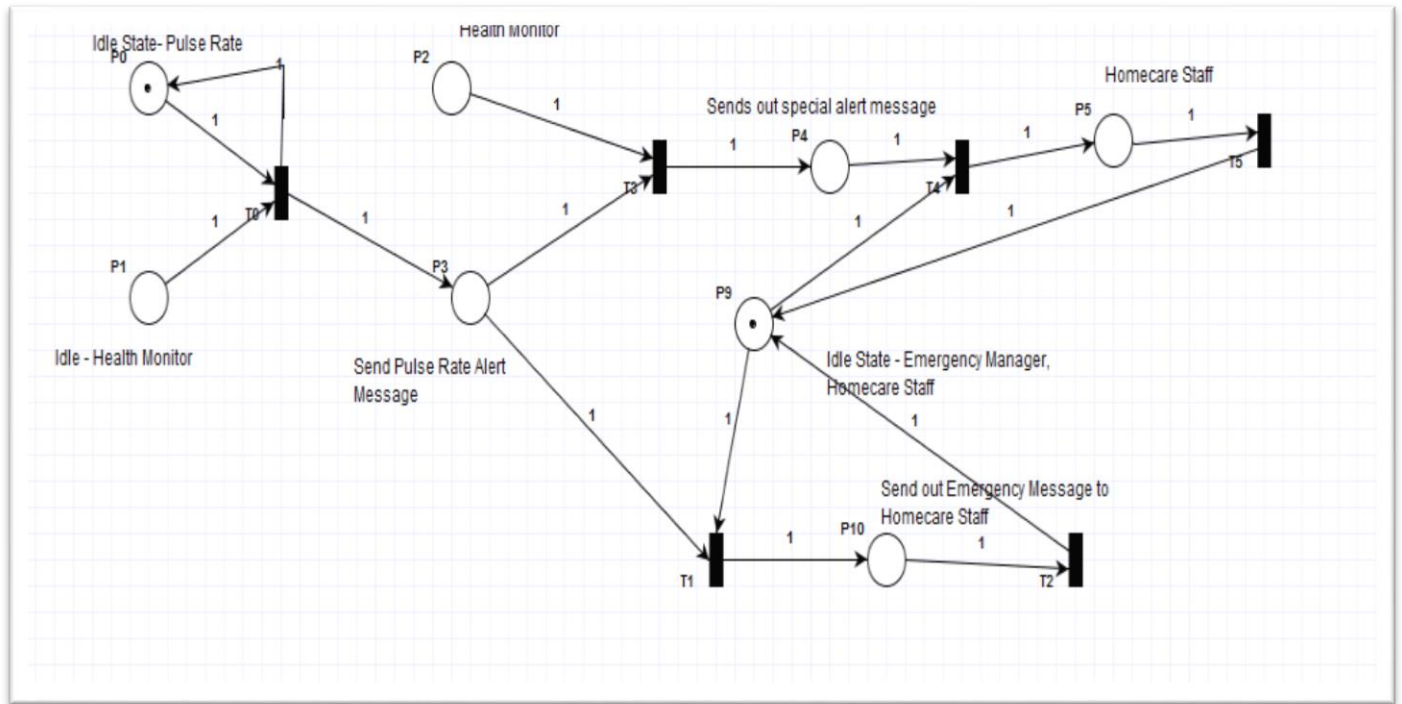 Health Monitor
Idle State- Pulse Rate
P0
P2
1
Homecare Staff
Sends out special alert message
P5
1
1
1
P4
1
1
1
T3
T4
T5
1
T0
1
1
1
1
P1
P3
P9
Idle - Health Monitor
Send Pulse Rate Alert
Message
Idle State - Emergency Manager,
Homecare Staff
1
1
1
Send out Emergency Message to
Homecare Staff
P10
1
1
T1
T2